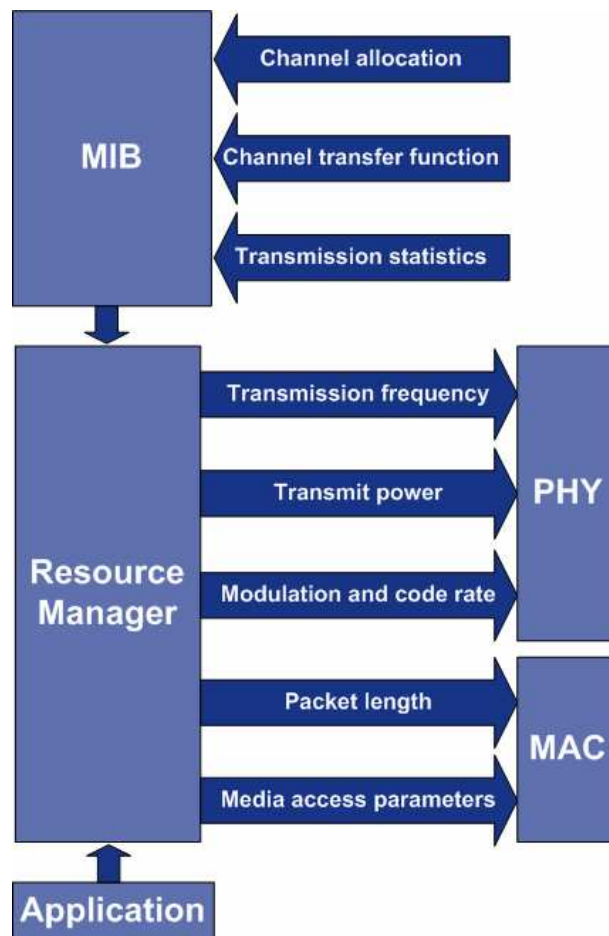 MIB
Channel allocation
Channel transfer function
Transmission statistics
Resource
Manager
Transmission frequency
Transmit power
Modulation and code rate
Packet length
Media access parameters
PHY
MAC
Application